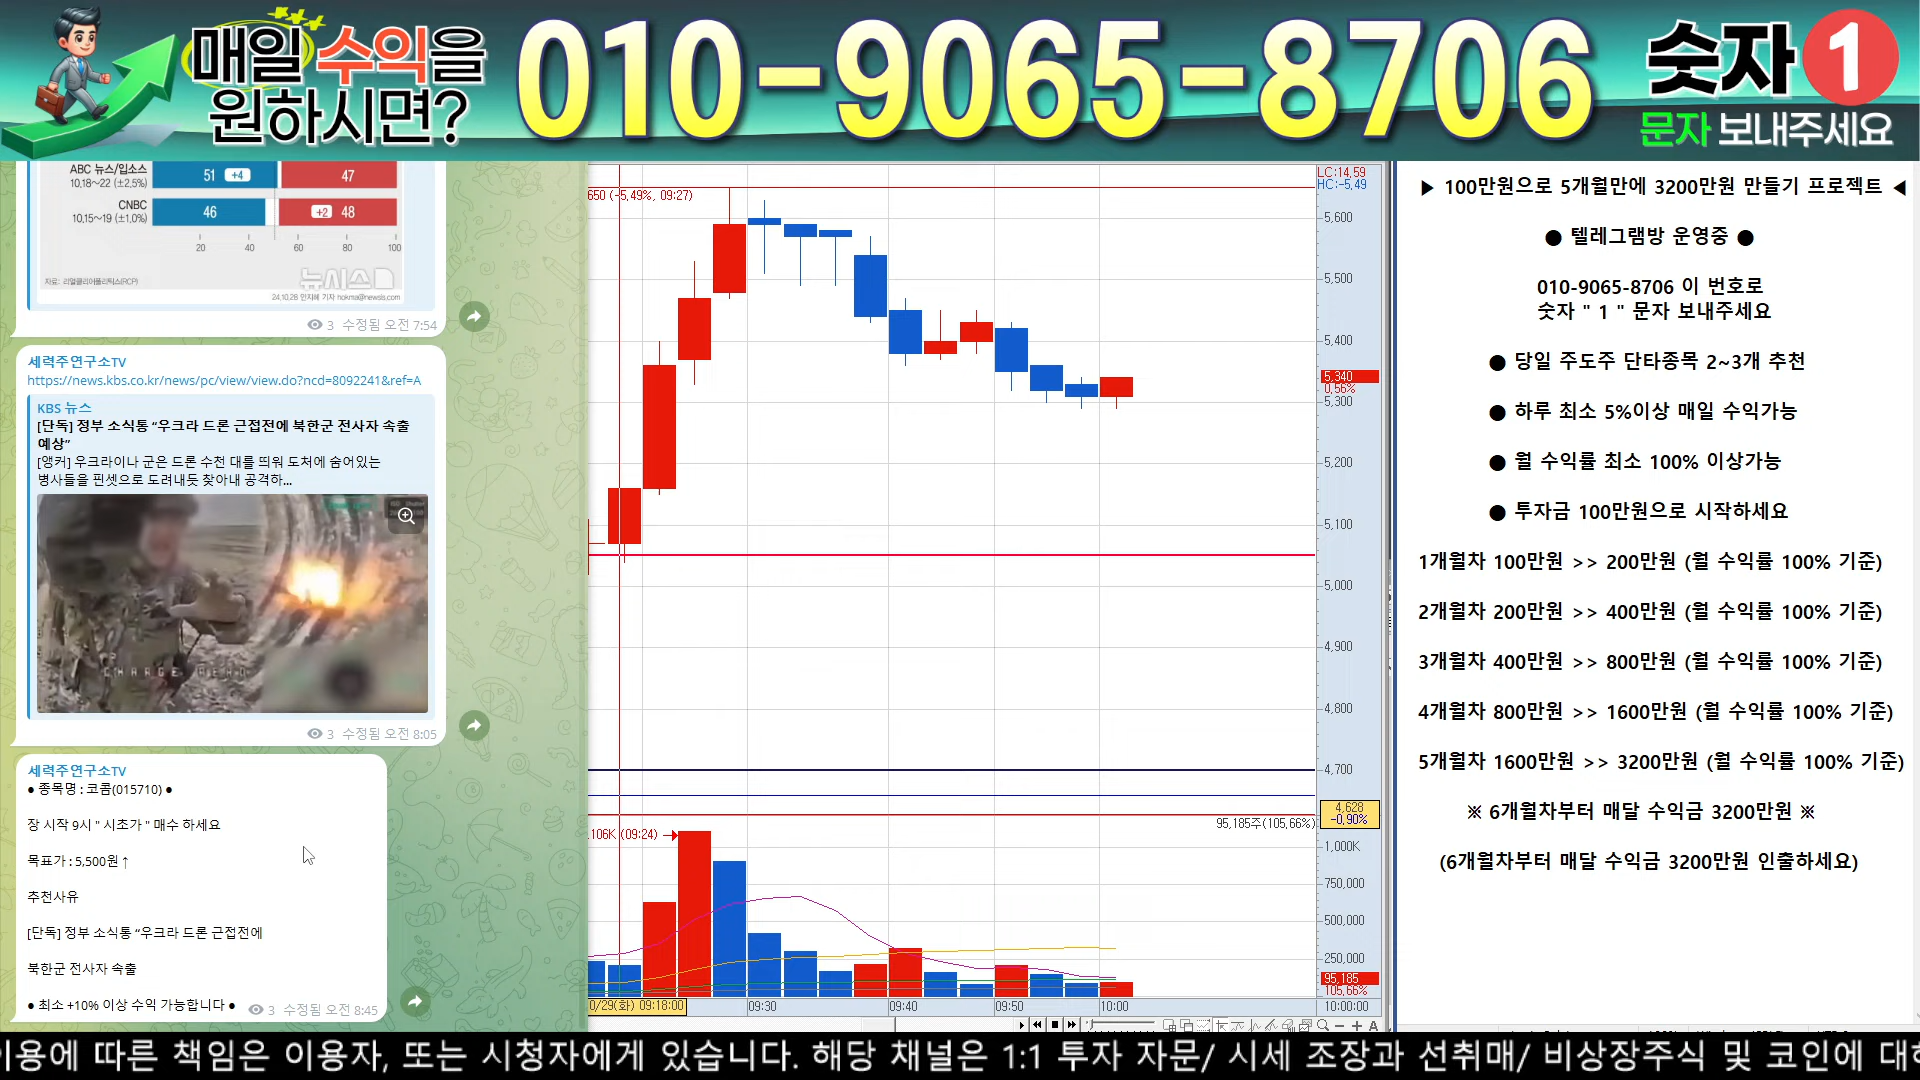 매일 수익을
원하시면?
010-9065-8706
숫자 1
문자 보내주세요
ABC 뉴스/입소스
10,18~22 (±2,5%)
51 +4 47
CNBC
10,15~19 (±1,0%)
46 +2 48
20 40 60 80 100
뉴시스
자료: 리얼클리어폴리틱스(RCP)
24,10,28 안지혜 기자 hokma@newsis.com
3 수정됨 오전 7:54
세력주연구소TV
https://news.kbs.co.kr/news/pc/view/view.do?ncd=8092241&ref=A
KBS 뉴스
[단독] 정부 소식통 “우크라 드론 근접전에 북한군 전사자 속출
예상”
[앵커] 우크라이나 군은 드론 수천 대를 띄워 도처에 숨어있는
병사들을 핀셋으로 도려내듯 찾아내 공격하...
3 수정됨 오전 8:05
세력주연구소TV
● 종목명 : 코콤(015710) ●
장 시작 9시 " 시초가 " 매수 하세요
목표가 : 5,500원 ↑
추천사유
[단독] 정부 소식통 “우크라 드론 근접전에
북한군 전사자 속출
● 최소 +10% 이상 수익 가능합니다 ●
3 수정됨 오전 8:45
650 (-5,49%, 09:27)
LC:14,59
HC:-5,49
5,600
5,500
5,400
5,340
0,56%
5,300
5,200
5,100
5,000
4,900
4,800
4,700
4,628
-0,90%
95,185주(105,66%)
106K (09:24)
1,000K
750,000
500,000
250,000
95,185
105,66%
0/29(화) 09:18:00 09:30 09:40 09:50 10:00 10:00:00
▶ 100만원으로 5개월만에 3200만원 만들기 프로젝트 ◀
● 텔레그램방 운영중 ●
010-9065-8706 이 번호로
숫자 " 1 " 문자 보내주세요
● 당일 주도주 단타종목 2~3개 추천
● 하루 최소 5%이상 매일 수익가능
● 월 수익률 최소 100% 이상가능
● 투자금 100만원으로 시작하세요
1개월차 100만원 >> 200만원 (월 수익률 100% 기준)
2개월차 200만원 >> 400만원 (월 수익률 100% 기준)
3개월차 400만원 >> 800만원 (월 수익률 100% 기준)
4개월차 800만원 >> 1600만원 (월 수익률 100% 기준)
5개월차 1600만원 >> 3200만원 (월 수익률 100% 기준)
※ 6개월차부터 매달 수익금 3200만원 ※
(6개월차부터 매달 수익금 3200만원 인출하세요)
이용에 따른 책임은 이용자, 또는 시청자에게 있습니다. 해당 채널은 1:1 투자 자문/ 시세 조장과 선취매/ 비상장주식 및 코인에 대해